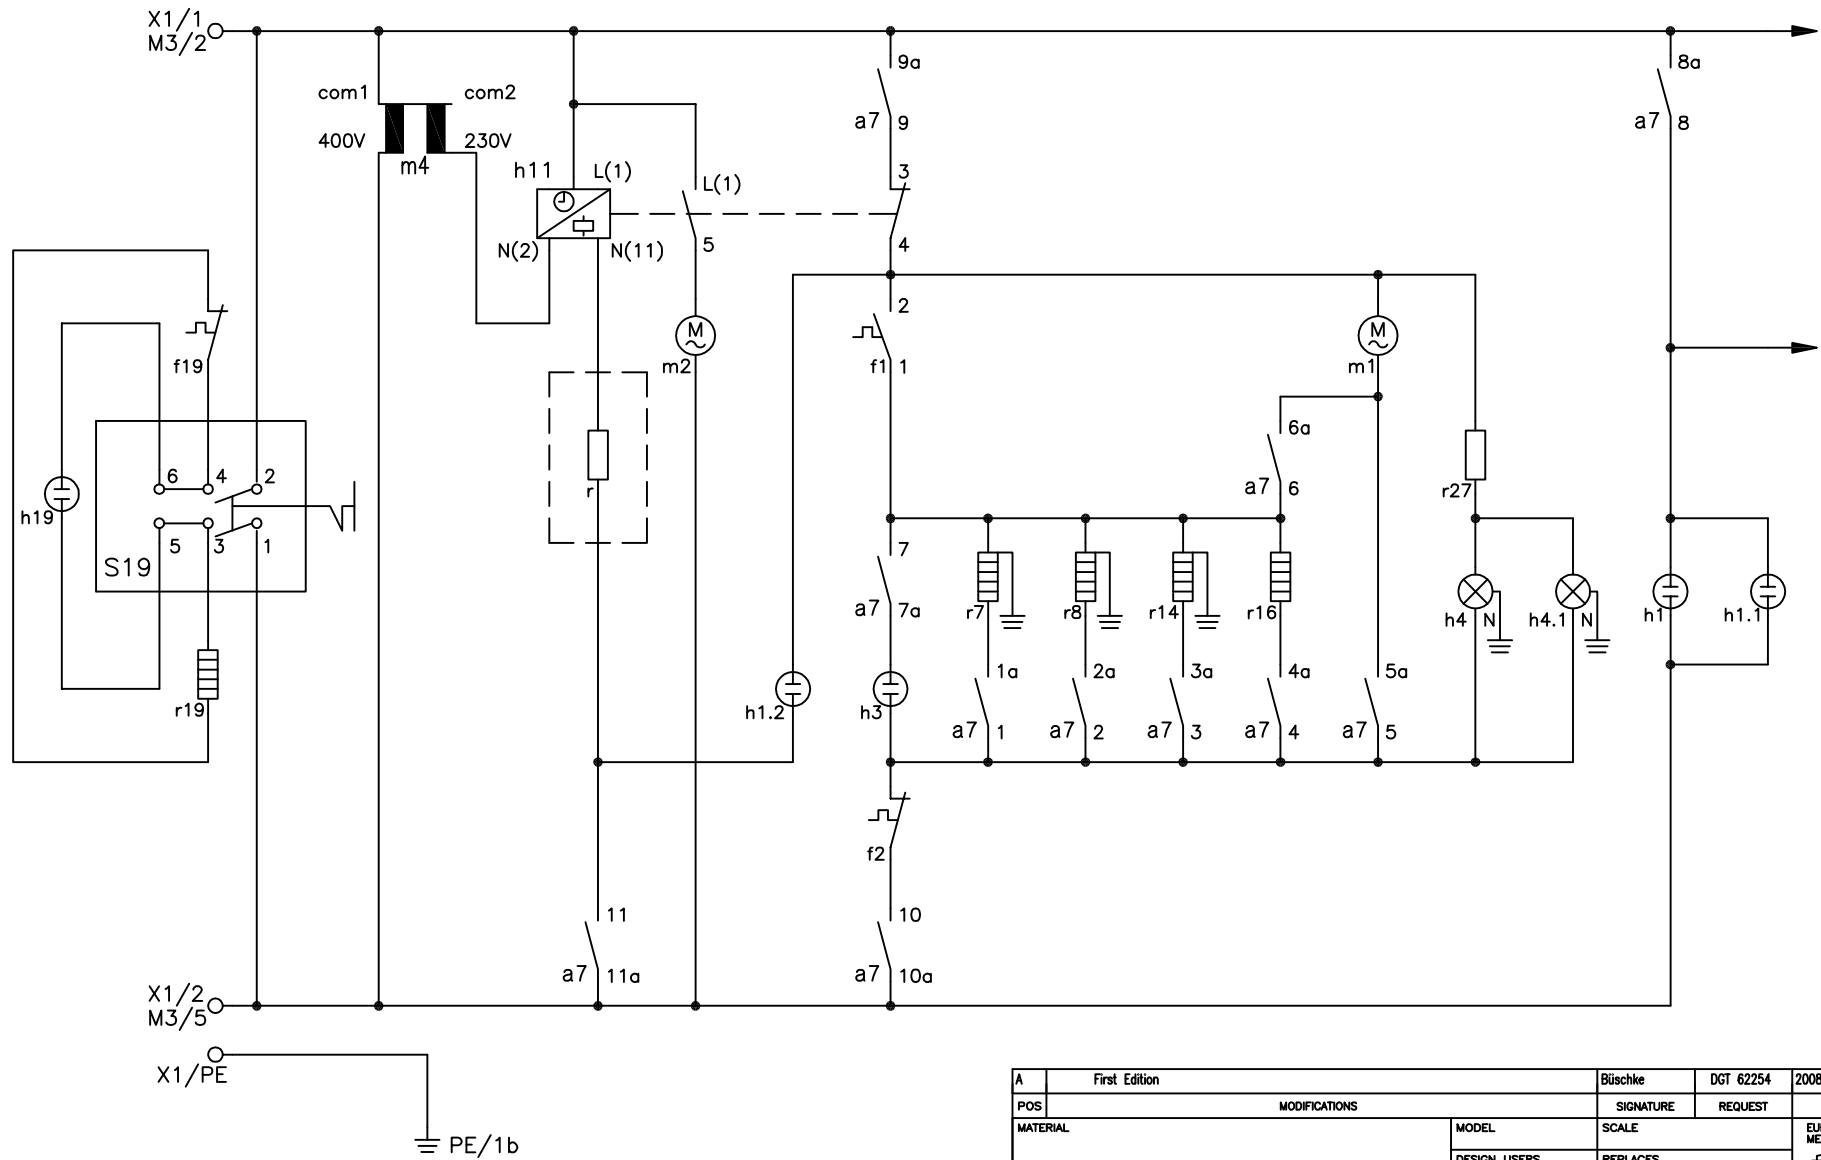 X1/1
M3/2
9a
8a
com1
com2
a7
9
a7
8
400V
230V
m4
h11
L(1)
3
L(1)
N(2)
N(11)
5
4
2
M
M
f19
m2
f1
1
m1
6a
6
4
2
r
a7
6
r27
h19
5
3
1
S19
7
a7
7a
r7
r8
r14
r16
h4
N
h4.1
N
h1
h1.1
1a
2a
3a
4a
5a
r19
h1.2
h3
a7
1
a7
2
a7
3
a7
4
a7
5
f2
11
10
a7
11a
a7
10a
X1/2
M3/5
X1/PE
PE/1b
A
First Edition
Büschke
DGT 62254
2008
POS
MODIFICATIONS
SIGNATURE
REQUEST
MATERIAL
MODEL
SCALE
DESIGN USERS
REPLACES